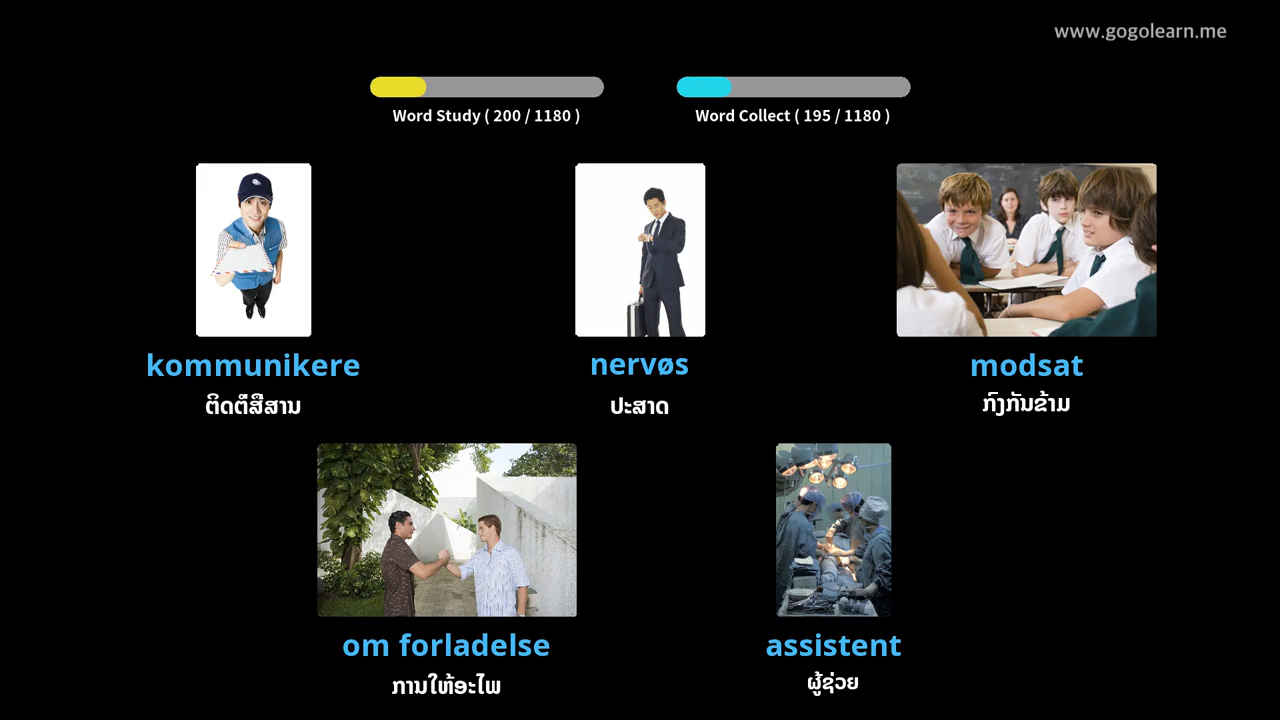 www.gogolearn.me
Word Study ( 200 / 1180 )
Word Collect ( 195 / 1180 )
kommunikere
ຕິດຕໍ່ສື່ສານ
nervøs
ປະສາດ
modsat
ກົງກັນຂ້າມ
om forladelse
ການໃຫ້ອະໄພ
assistent
ຜູ້ຊ່ວຍ